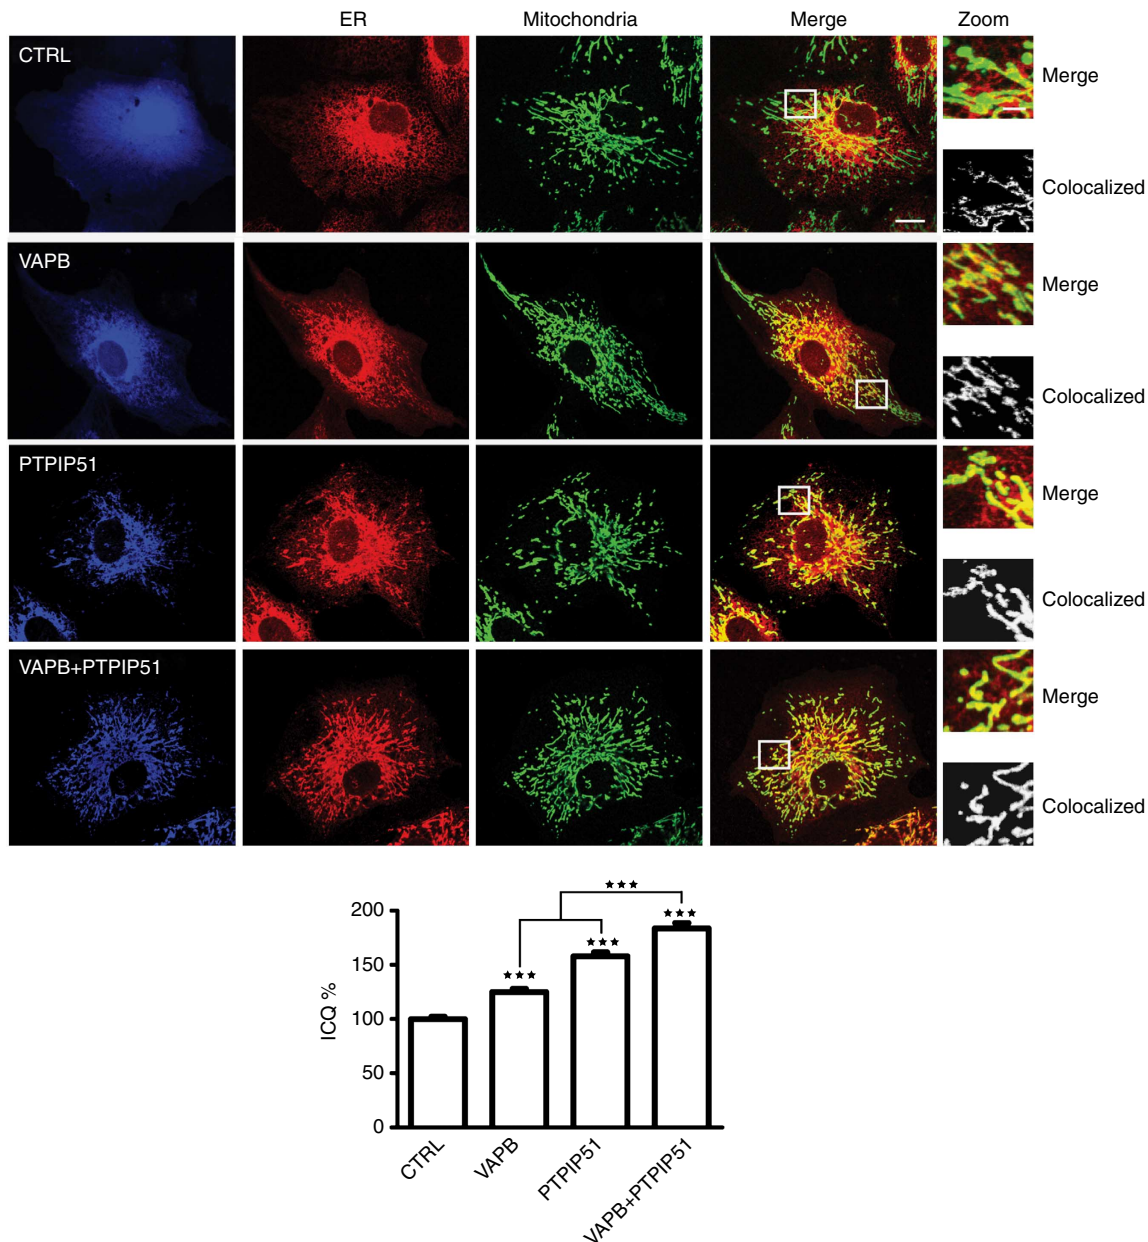 ER Mitochondria Merge Zoom
CTRL
Merge
Colocalized
VAPB
Merge
Colocalized
PTPIP51
Merge
Colocalized
VAPB+PTPIP51
Merge
Colocalized
★★★
★★★
★★★
★★★
200
150
100
50
0
ICQ %
CTRL
VAPB
PTPIP51
VAPB+PTPIP51